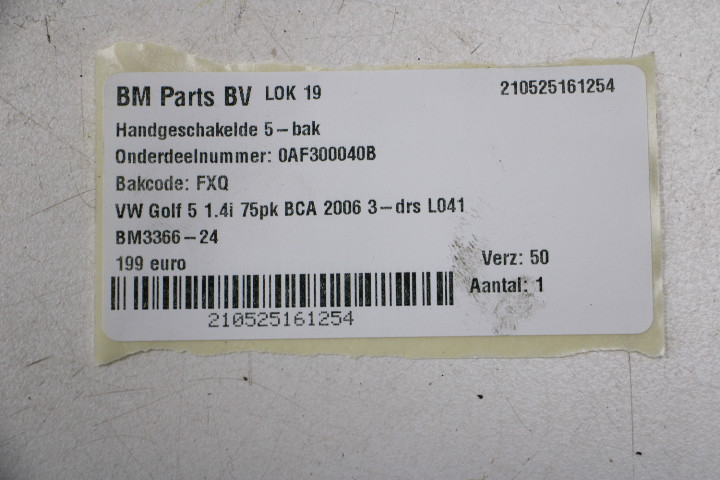 BM Parts BV LOK 19 210525161254
Handgeschakelde 5-bak
Onderdeelnummer: 0AF300040B
Bakcode: FXQ
VW Golf 5 1.4i 75pk BCA 2006 3-drs L041
BM3366-24
199 euro Verz: 50
Aantal: 1
210525161254